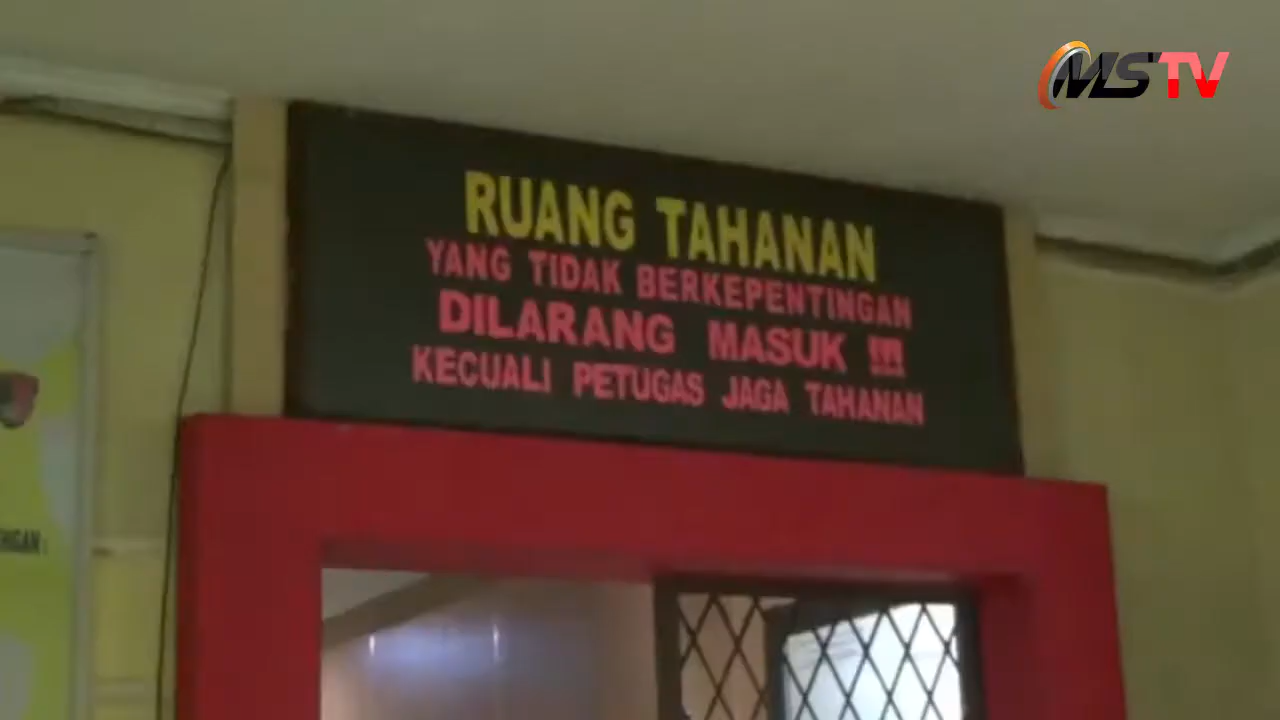 MSTV
RUANG TAHANAN
YANG TIDAK BERKEPENTINGAN
DILARANG MASUK !!!
KECUALI PETUGAS JAGA TAHANAN